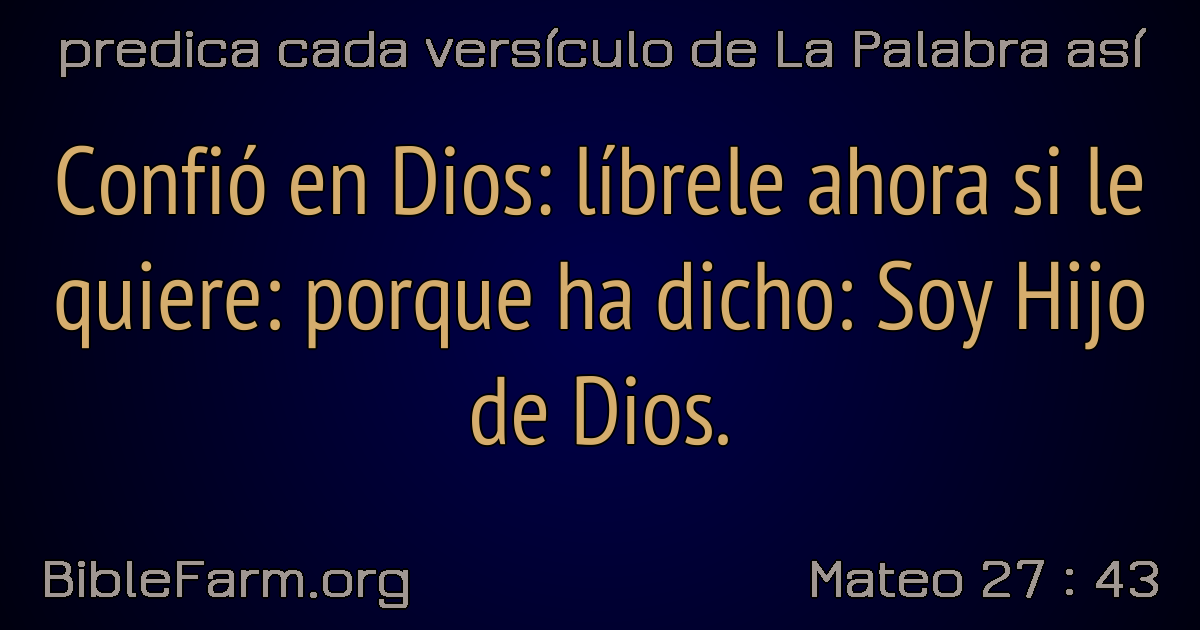 predica cada versículo de La Palabra así
Confió en Dios: líbrele ahora si le
quiere: porque ha dicho: Soy Hijo
de Dios.
BibleFarm.org
Mateo 27 : 43